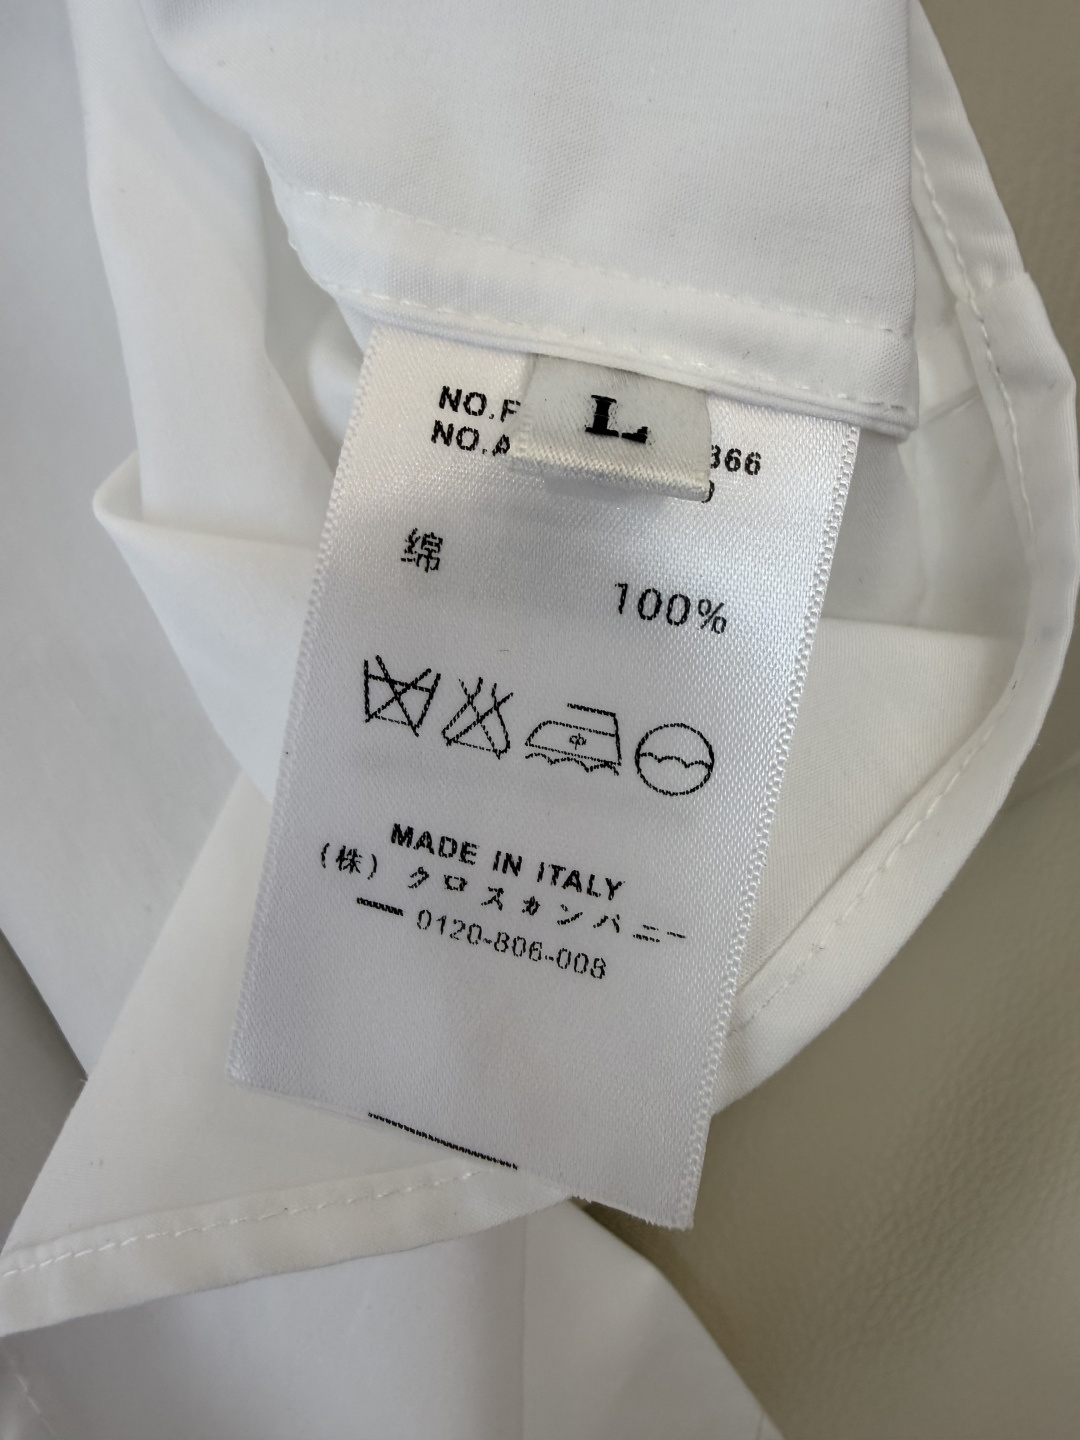 L
NO.F
NO.A 366
绵
100%
中
MADE IN ITALY
(株) クロスカンパニー
0120-806-008